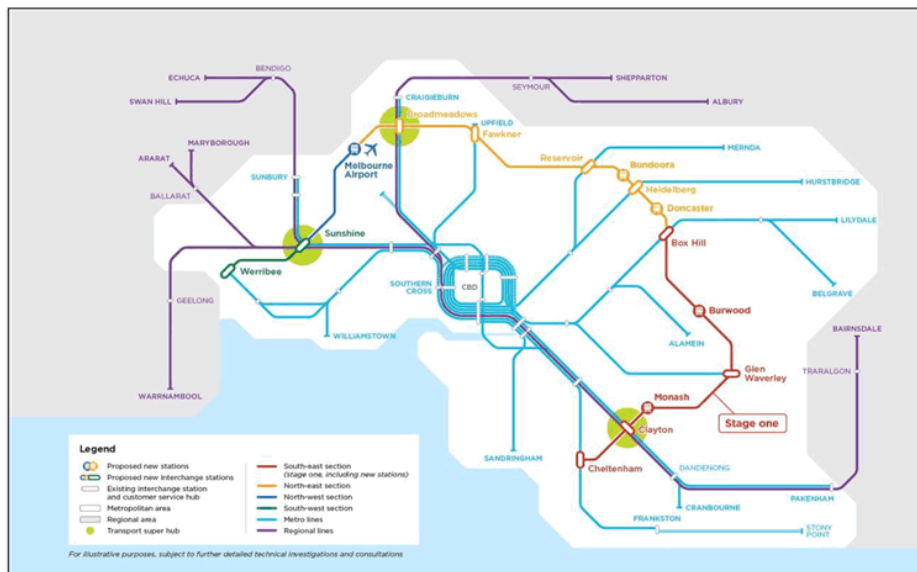 ECHUCA
BENDIGO
SWAN HILL
MARYBOROUGH
ARARAT
BALLARAT
SUNBURY
CRAIGIEBURN
Broadmeadows
UPFIELD
Fawkner
SEYMOUR
SHEPPARTON
ALBURY
Melbourne
Airport
Reservoir
MERNDA
Bundoora
Heidelberg
HURSTBRIDGE
Doncaster
LILYDALE
Sunshine
Box Hill
Werribee
SOUTHERN
CROSS
CBD
BELGRAVE
GEELONG
Burwood
BAIRNSDALE
WILLIAMSTOWN
ALAMEIN
Glen
Waverley
TRARALGON
WARRNAMBOOL
Monash
Stage one
Clayton
SANDRINGHAM
Cheltenham
DANDENONG
PAKENHAM
CRANBOURNE
FRANKSTON
STONY
POINT
Legend
Proposed new stations
Proposed new Interchange stations
Existing interchange station
and customer service hub
Metropolitan area
Regional area
Transport super hub
South-east section
(stage one, including new stations)
North-east section
North-west section
South-west section
Metro lines
Regional lines
For illustrative purposes, subject to further detailed technical investigations and consultations